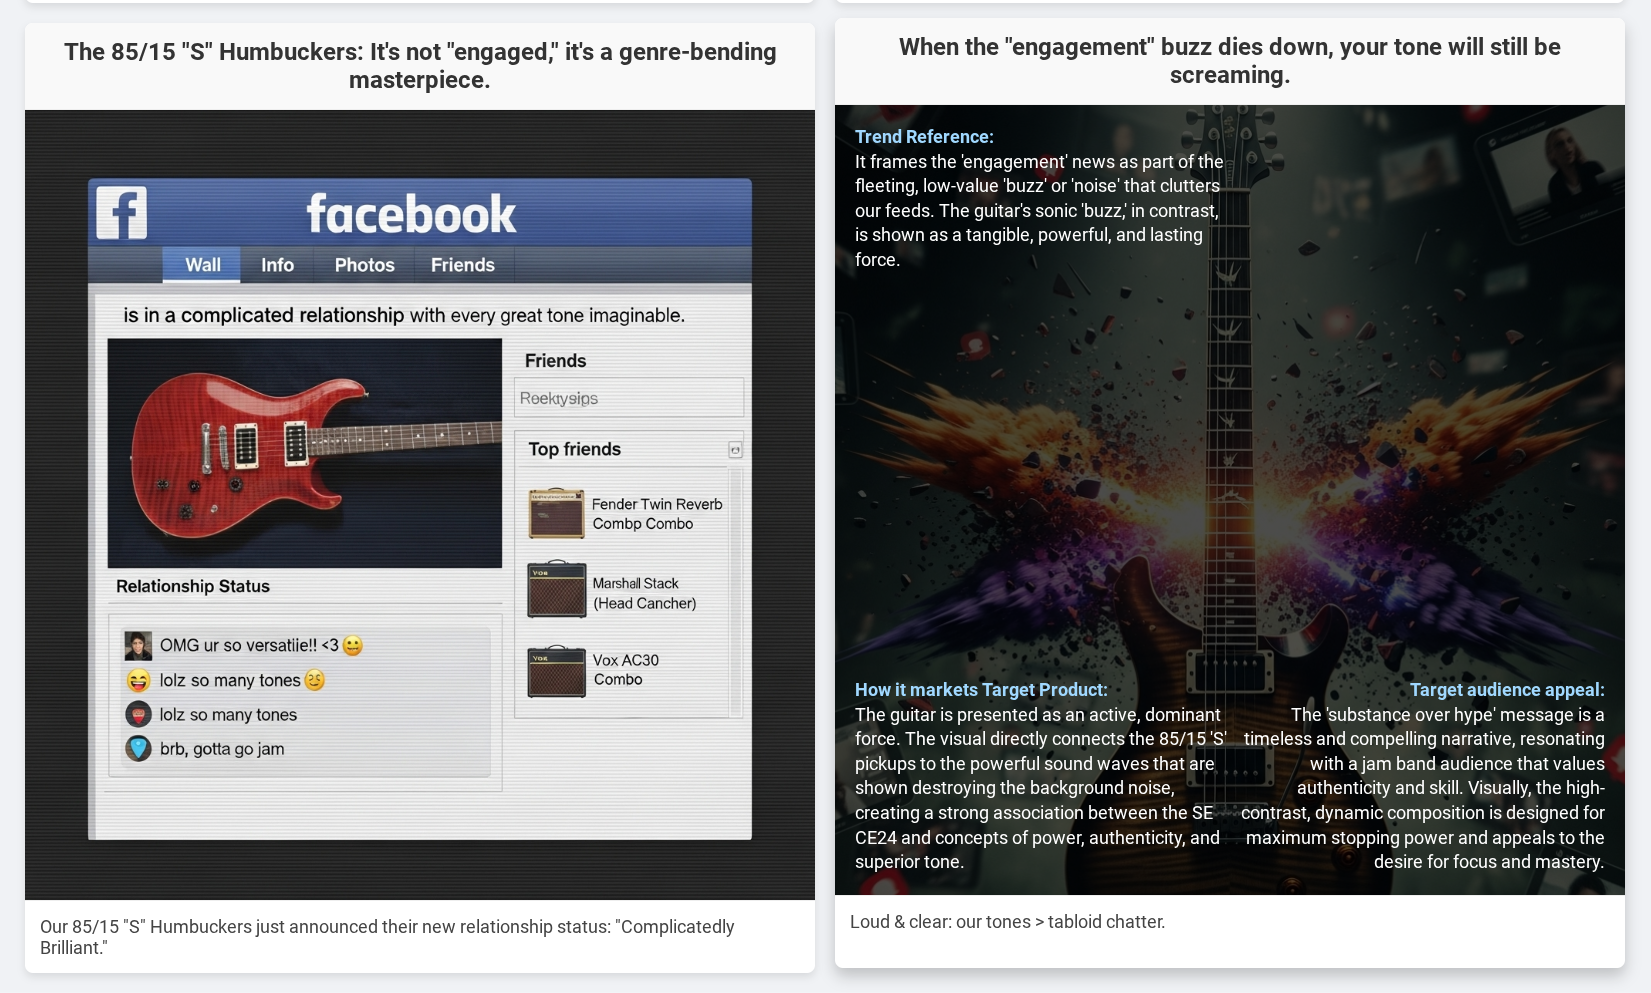 The 85/15 "S" Humbuckers: It's not "engaged," it's a genre-bending
masterpiece.
f
facebook
Wall Info Photos Friends
is in a complicated relationship with every great tone imaginable.
Friends
Top friends
Fender Twin Reverb
Combp Combo
VOX
Marshall Stack
(Head Cancher)
VOX
Vox AC30
Combo
Relationship Status
OMG ur so versatiie!! <3
lolz so many tones
lolz so many tones
brb, gotta go jam
Our 85/15 "S" Humbuckers just announced their new relationship status: "Complicatedly
Brilliant."
When the "engagement" buzz dies down, your tone will still be
screaming.
Trend Reference:
It frames the 'engagement' news as part of the
fleeting, low-value 'buzz' or 'noise' that clutters
our feeds. The guitar's sonic 'buzz,' in contrast,
is shown as a tangible, powerful, and lasting
force.
How it markets Target Product:
The guitar is presented as an active, dominant
force. The visual directly connects the 85/15 'S'
pickups to the powerful sound waves that are
shown destroying the background noise,
creating a strong association between the SE
CE24 and concepts of power, authenticity, and
superior tone.
Target audience appeal:
The 'substance over hype' message is a
timeless and compelling narrative, resonating
with a jam band audience that values
authenticity and skill. Visually, the high-
contrast, dynamic composition is designed for
maximum stopping power and appeals to the
desire for focus and mastery.
Loud & clear: our tones > tabloid chatter.